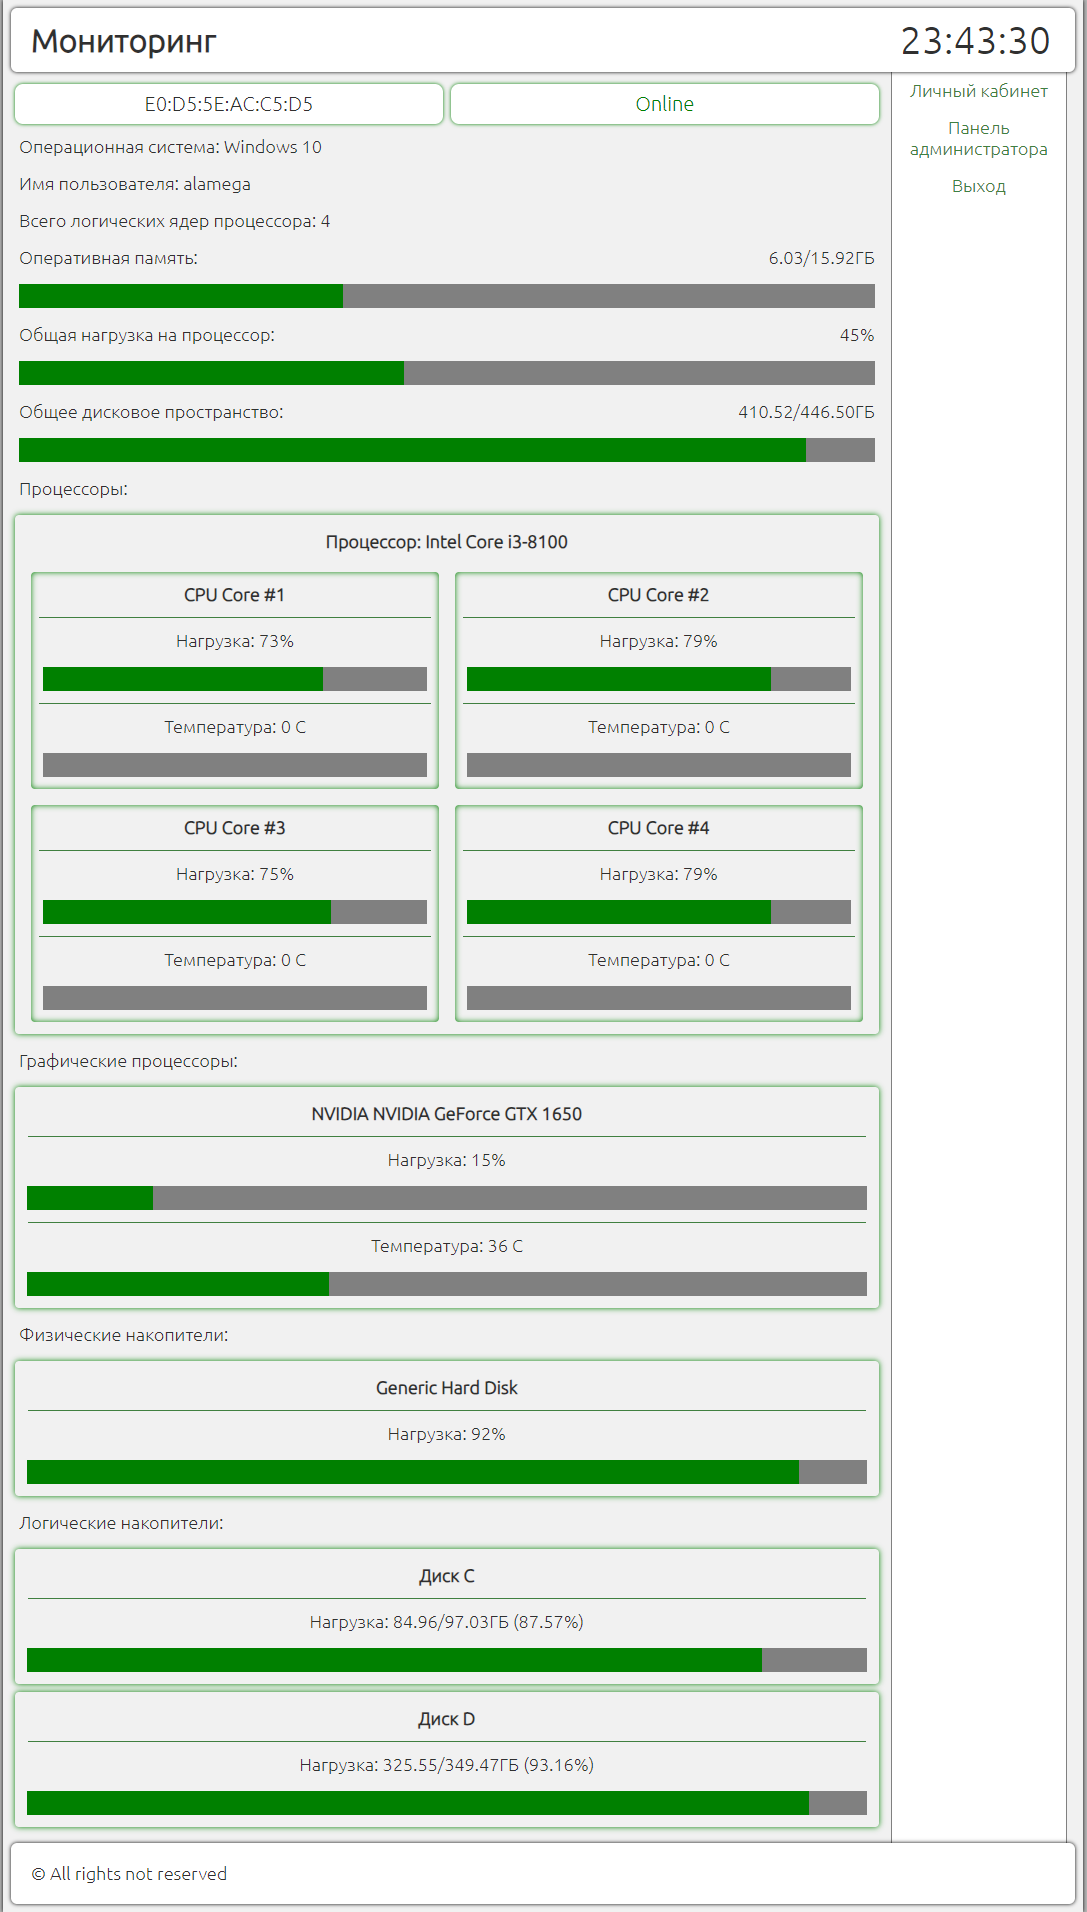 Мониторинг
23:43:30
E0:D5:5E:AC:C5:D5
Online
Личный кабинет
Панель
администратора
Выход
Операционная система: Windows 10
Имя пользователя: alamega
Всего логических ядер процессора: 4
Оперативная память:
6.03/15.92ГБ
Общая нагрузка на процессор:
45%
Общее дисковое пространство:
410.52/446.50ГБ
Процессоры:
Процессор: Intel Core i3-8100
CPU Core #1
Нагрузка: 73%
Температура: 0 C
CPU Core #2
Нагрузка: 79%
Температура: 0 C
CPU Core #3
Нагрузка: 75%
Температура: 0 C
CPU Core #4
Нагрузка: 79%
Температура: 0 C
Графические процессоры:
NVIDIA NVIDIA GeForce GTX 1650
Нагрузка: 15%
Температура: 36 C
Физические накопители:
Generic Hard Disk
Нагрузка: 92%
Логические накопители:
Диск C
Нагрузка: 84.96/97.03ГБ (87.57%)
Диск D
Нагрузка: 325.55/349.47ГБ (93.16%)
© All rights not reserved